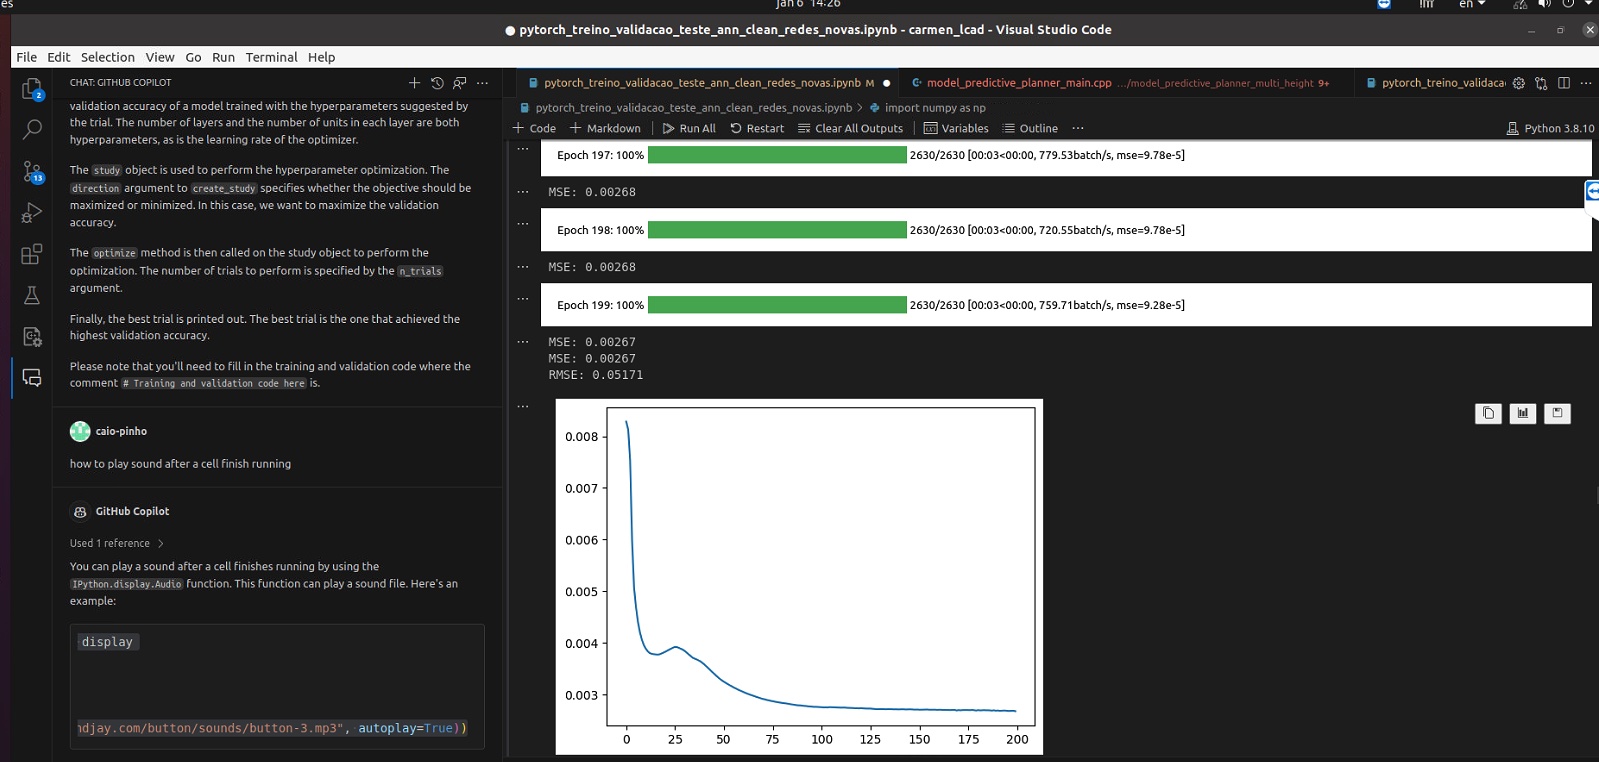 es
jan 6 14:26
en
pytorch_treino_validacao_teste_ann_clean_redes_novas.ipynb - carmen_lcad - Visual Studio Code
File Edit Selection View Go Run Terminal Help
2
13
CHAT: GITHUB COPILOT
validation accuracy of a model trained with the hyperparameters suggested by
the trial. The number of layers and the number of units in each layer are both
hyperparameters, as is the learning rate of the optimizer.
The study object is used to perform the hyperparameter optimization. The
direction argument to create_study specifies whether the objective should be
maximized or minimized. In this case, we want to maximize the validation
accuracy.
The optimize method is then called on the study object to perform the
optimization. The number of trials to perform is specified by the n_trials
argument.
Finally, the best trial is printed out. The best trial is the one that achieved the
highest validation accuracy.
Please note that you'll need to fill in the training and validation code where the
comment # Training and validation code here is.
caio-pinho
how to play sound after a cell finish running
GitHub Copilot
Used 1 reference >
You can play a sound after a cell finishes running by using the
IPython.display.Audio function. This function can play a sound file. Here's an
example:
display
ndjay.com/button/sounds/button-3.mp3", autoplay=True))
pytorch_treino_validacao_teste_ann_clean_redes_novas.ipynb M
model_predictive_planner_main.cpp .../model_predictive_planner_multi_height 9+
pytorch_treino_validaca
pytorch_treino_validacao_teste_ann_clean_redes_novas.ipynb > import numpy as np
+ Code + Markdown | Run All Restart Clear All Outputs | Variables Outline ...
Python 3.8.10
Epoch 197: 100% 2630/2630 [00:03<00:00, 779.53batch/s, mse=9.78e-5]
MSE: 0.00268
Epoch 198: 100% 2630/2630 [00:03<00:00, 720.55batch/s, mse=9.78e-5]
MSE: 0.00268
Epoch 199: 100% 2630/2630 [00:03<00:00, 759.71batch/s, mse=9.28e-5]
MSE: 0.00267
MSE: 0.00267
RMSE: 0.05171
0.008
0.007
0.006
0.005
0.004
0.003
0 25 50 75 100 125 150 175 200